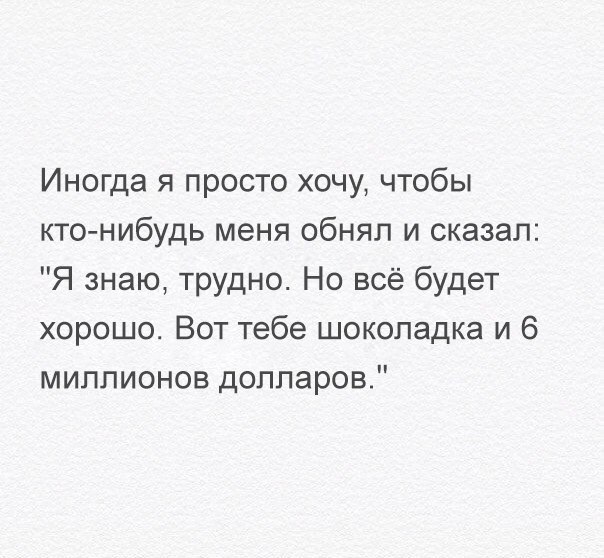 Иногда я просто хочу, чтобы
кто-нибудь меня обнял и сказал:
"Я знаю, трудно. Но всё будет
хорошо. Вот тебе шоколадка и 6
миллионов долларов."